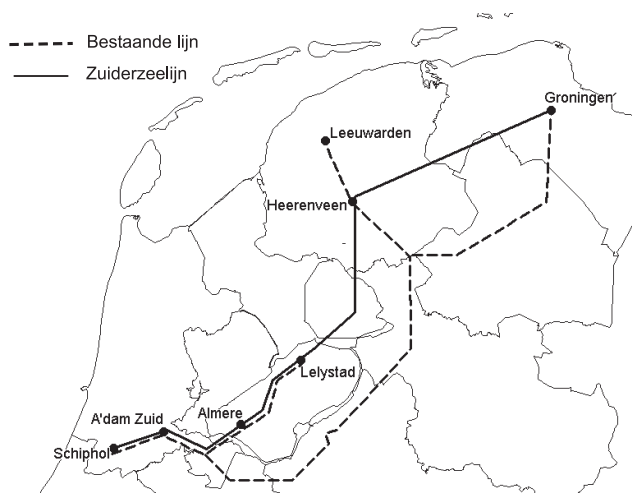 Bestaande lijn
Zuiderzeelijn
Groningen
Leeuwarden
Heerenveen
Lelystad
Almere
A'dam Zuid
Schiphol